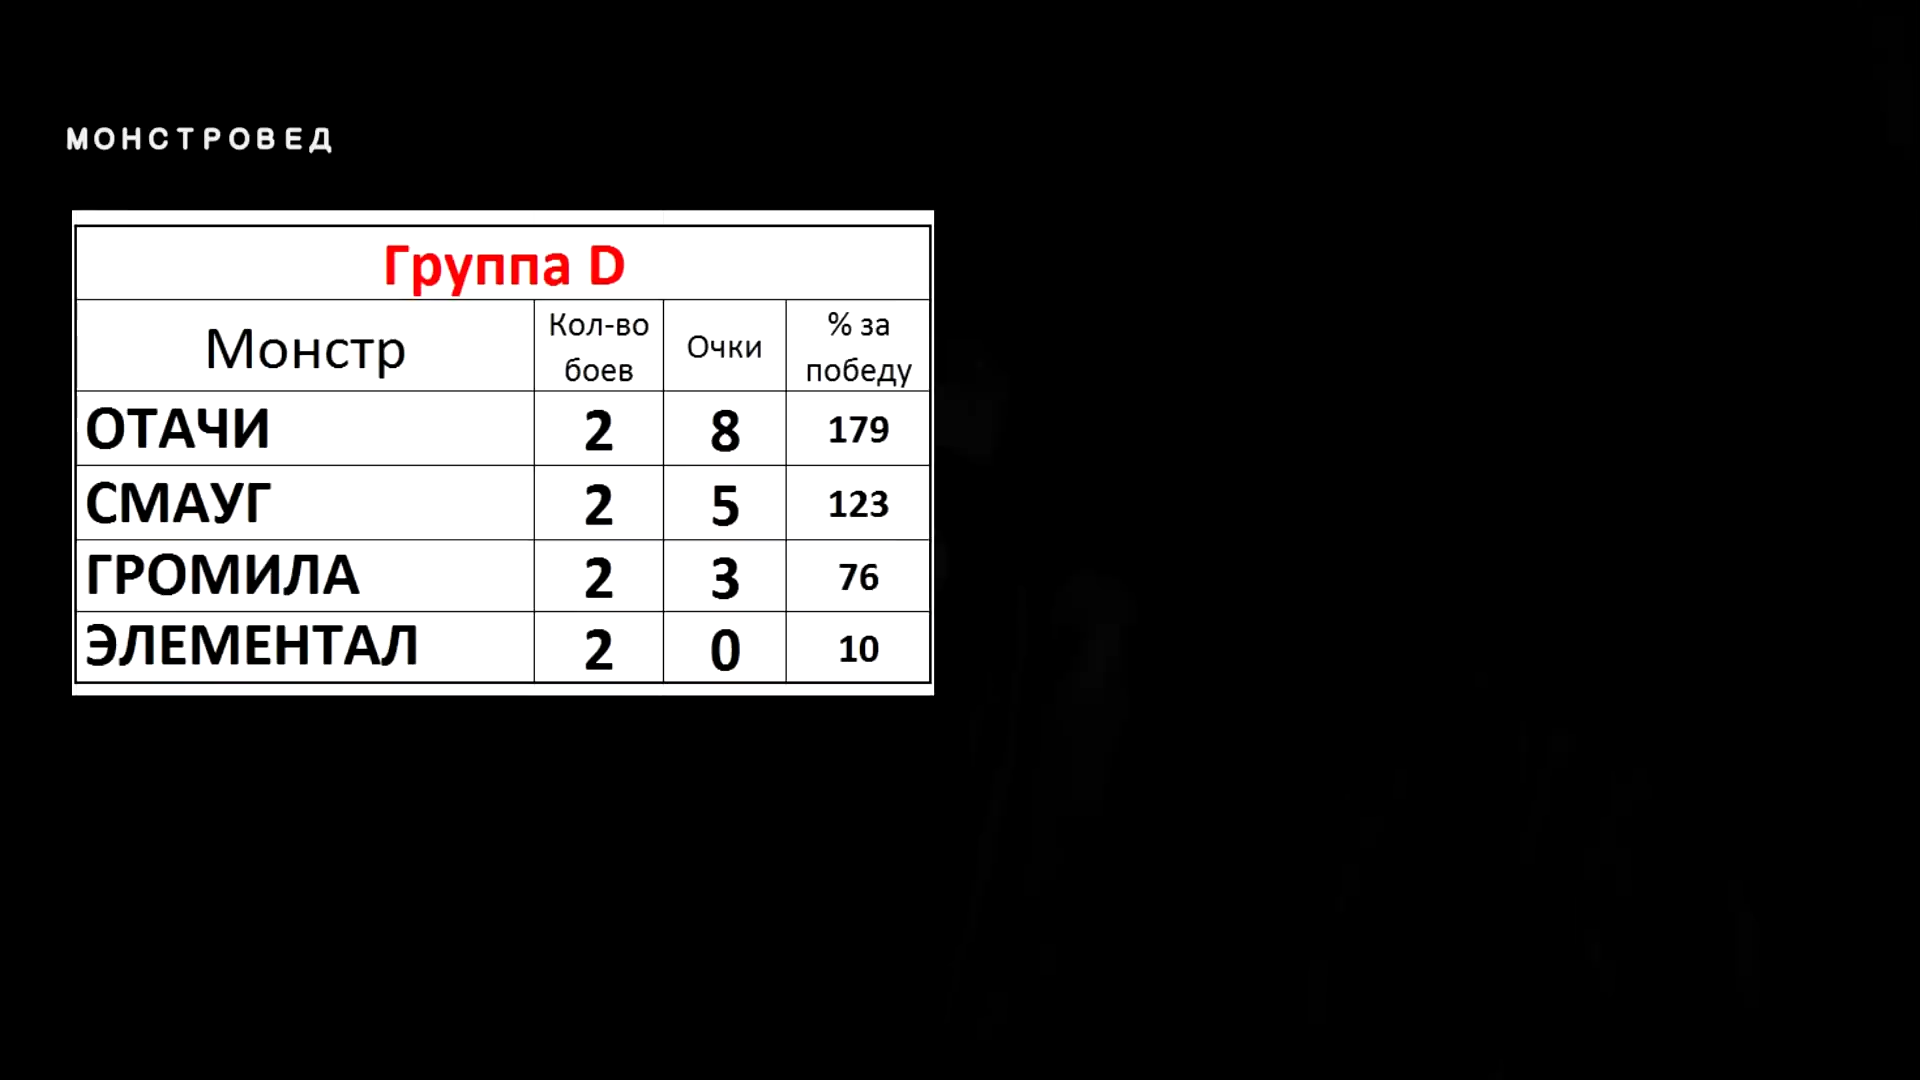 МОНСТРОВЕД
Группа D
Монстр Кол-во боев Очки % за победу
ОТАЧИ 2 8 179
СМАУГ 2 5 123
ГРОМИЛА 2 3 76
ЭЛЕМЕНТАЛ 2 0 10